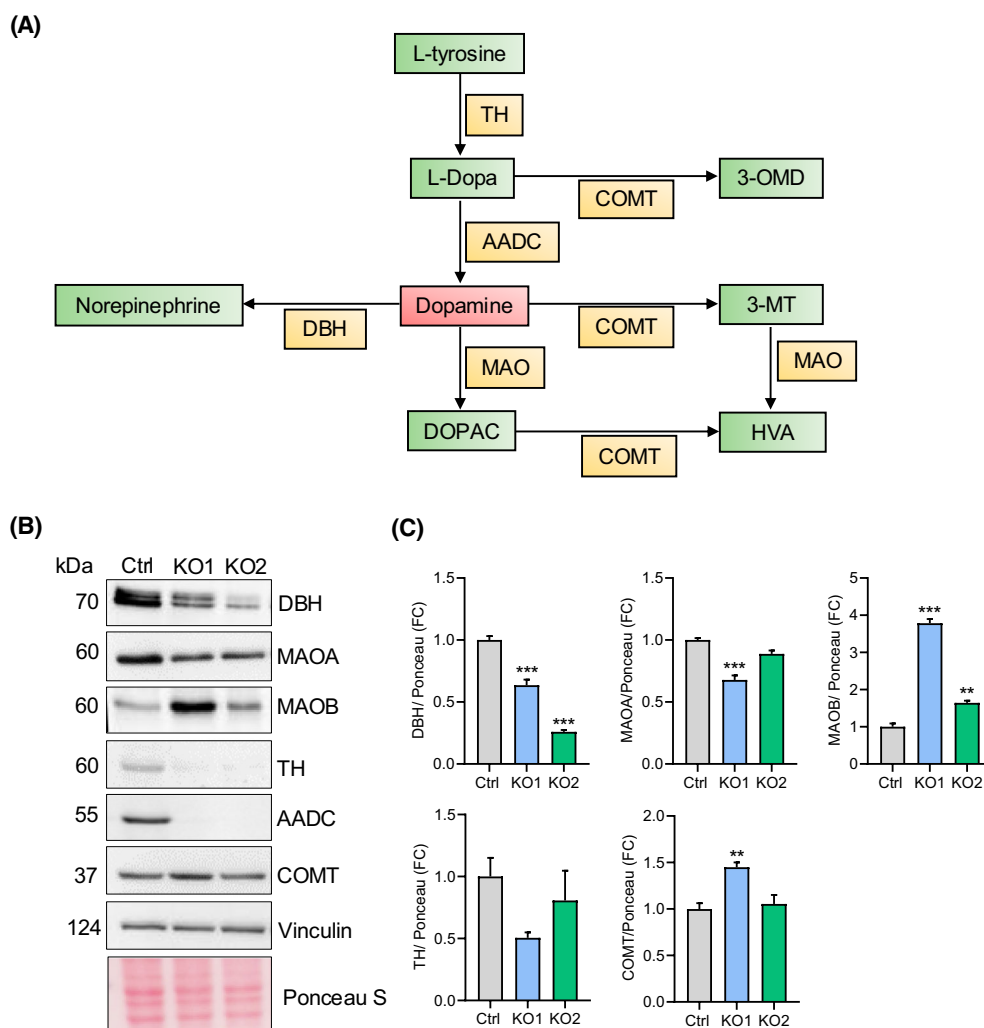 (A)
L-tyrosine
TH
L-Dopa
COMT
3-OMD
AADC
Norepinephrine
DBH
Dopamine
COMT
3-MT
MAO
MAO
DOPAC
COMT
HVA
(B)
kDa Ctrl KO1 KO2
70 DBH
60 MAOA
60 MAOB
60 TH
55 AADC
37 COMT
124 Vinculin
Ponceau S
(C)
DBH/ Ponceau (FC)
1.5
1.0
0.5
0.0
***
***
Ctrl KO1 KO2
MAOA/Ponceau (FC)
1.5
1.0
0.5
0.0
***
Ctrl KO1 KO2
MAOB/ Ponceau (FC)
5
4
3
2
1
0
***
**
Ctrl KO1 KO2
TH/ Ponceau (FC)
1.5
1.0
0.5
0.0
Ctrl KO1 KO2
COMT/Ponceau (FC)
2.0
1.5
1.0
0.5
0.0
**
Ctrl KO1 KO2